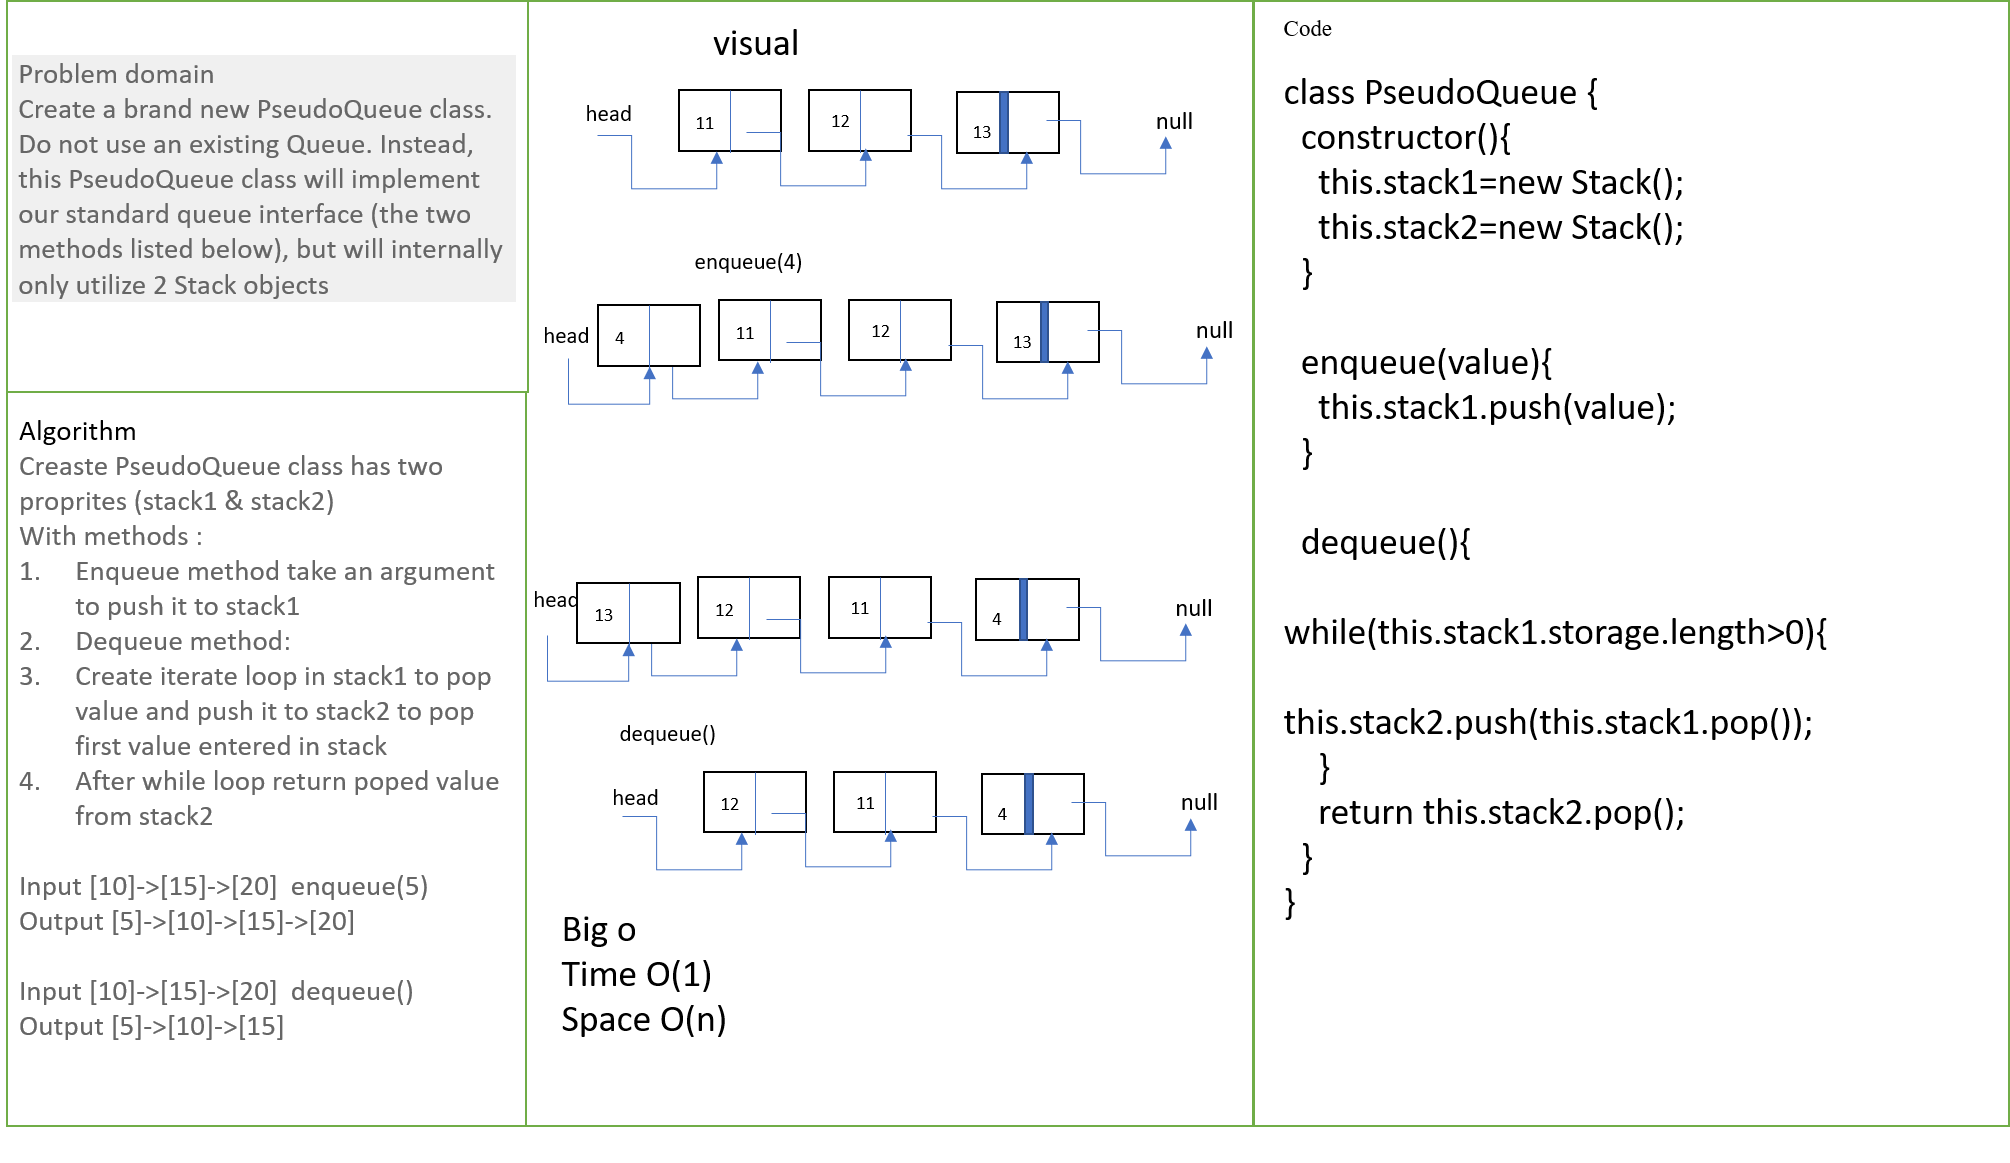 Problem domain
Create a brand new PseudoQueue class.
Do not use an existing Queue. Instead,
this PseudoQueue class will implement
our standard queue interface (the two
methods listed below), but will internally
only utilize 2 Stack objects
Algorithm
Creaste PseudoQueue class has two
proprites (stack1 & stack2)
With methods :
1. Enqueue method take an argument
to push it to stack1
2. Dequeue method:
3. Create iterate loop in stack1 to pop
value and push it to stack2 to pop
first value entered in stack
4. After while loop return poped value
from stack2
Input [10]->[15]->[20] enqueue(5)
Output [5]->[10]->[15]->[20]
Input [10]->[15]->[20] dequeue()
Output [5]->[10]->[15]
visual
head 11 12 13 null
enqueue(4)
head 4 11 12 13 null
head 13 12 11 4 null
dequeue()
head 12 11 4 null
Big o
Time O(1)
Space O(n)
Code
class PseudoQueue {
constructor(){
this.stack1=new Stack();
this.stack2=new Stack();
}
enqueue(value){
this.stack1.push(value);
}
dequeue(){
while(this.stack1.storage.length>0){
this.stack2.push(this.stack1.pop());
}
return this.stack2.pop();
}
}